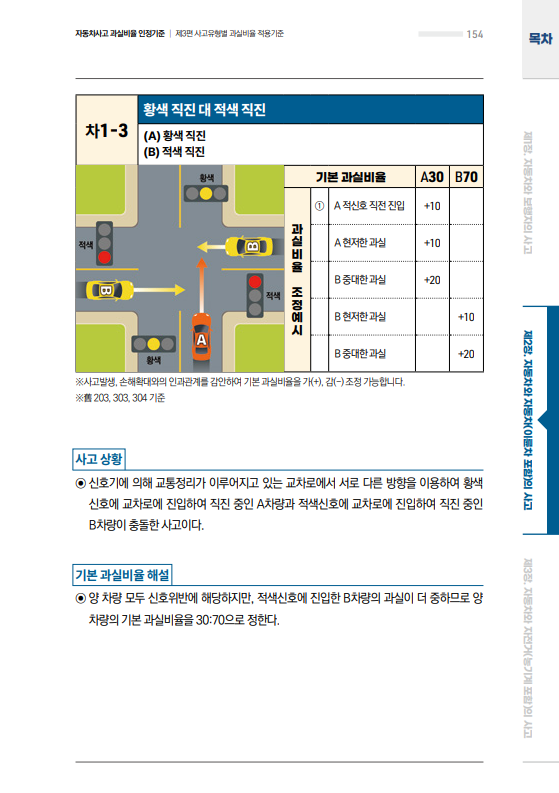 자동차사고 과실비율 인정기준 | 제3편 사고유형별 과실비율 적용기준
154
목차
차1-3
황색 직진 대 적색 직진
(A) 황색 직진
(B) 적색 직진
황색
적색
B
B
적색
A
황색
기본 과실비율 A30 B70
과실비율 조정예시
① A 적신호 직전 진입 +10
A 현저한 과실 +10
B 중대한 과실 +20
B 현저한 과실 +10
B 중대한 과실 +20
※사고발생, 손해확대와의 인과관계를 감안하여 기본 과실비율을 가(+), 감(-) 조정 가능합니다.
※舊 203, 303, 304 기준
사고 상황
◉ 신호기에 의해 교통정리가 이루어지고 있는 교차로에서 서로 다른 방향을 이용하여 황색
신호에 교차로에 진입하여 직진 중인 A차량과 적색신호에 교차로에 진입하여 직진 중인
B차량이 충돌한 사고이다.
기본 과실비율 해설
◉ 양 차량 모두 신호위반에 해당하지만, 적색신호에 진입한 B차량의 과실이 더 중하므로 양
차량의 기본 과실비율을 30:70으로 정한다.
제1장. 자동차와 보행자의 사고
제2장. 자동차와 자동차(이륜차 포함)의 사고
제3장. 자동차와 자전거(농기계 포함)의 사고